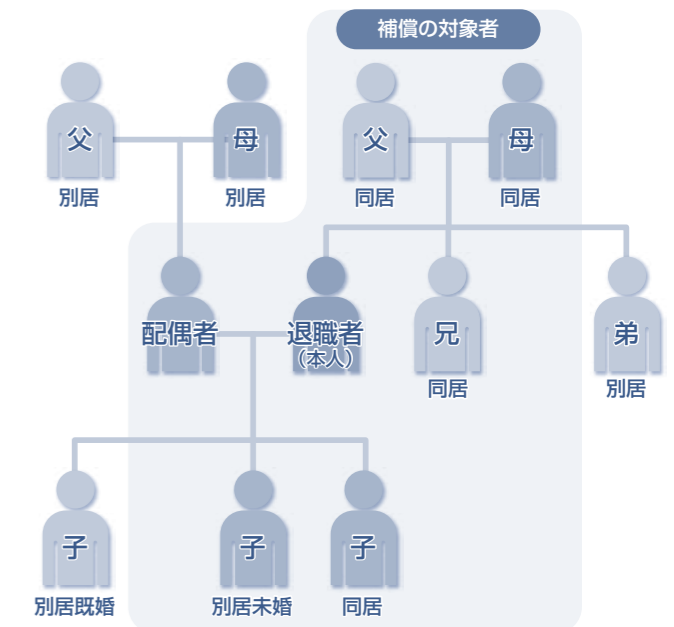 補償の対象者
父
母
父
母
別居
別居
同居
同居
配偶者
退職者
（本人）
兄
弟
同居
別居
子
子
子
別居既婚
別居未婚
同居